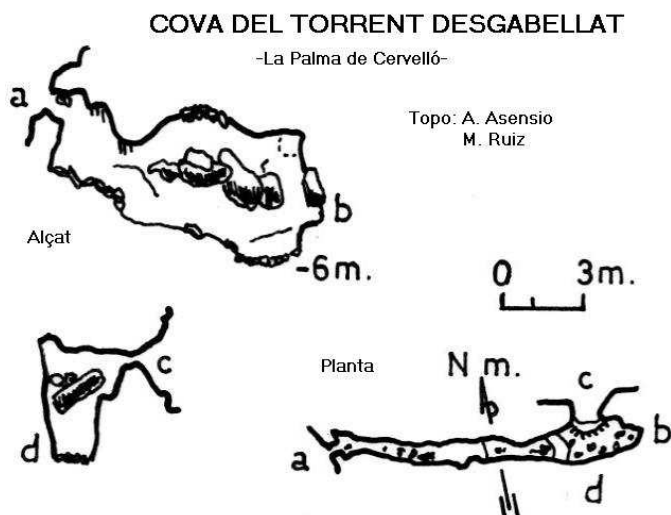 COVA DEL TORRENT DESGABELLAT
-La Palma de Cervelló-
Topo: A. Asensio
M. Ruiz
a
b
Alçat
-6m.
0 3m.
c
d
Planta
N m.
c
a
b
d